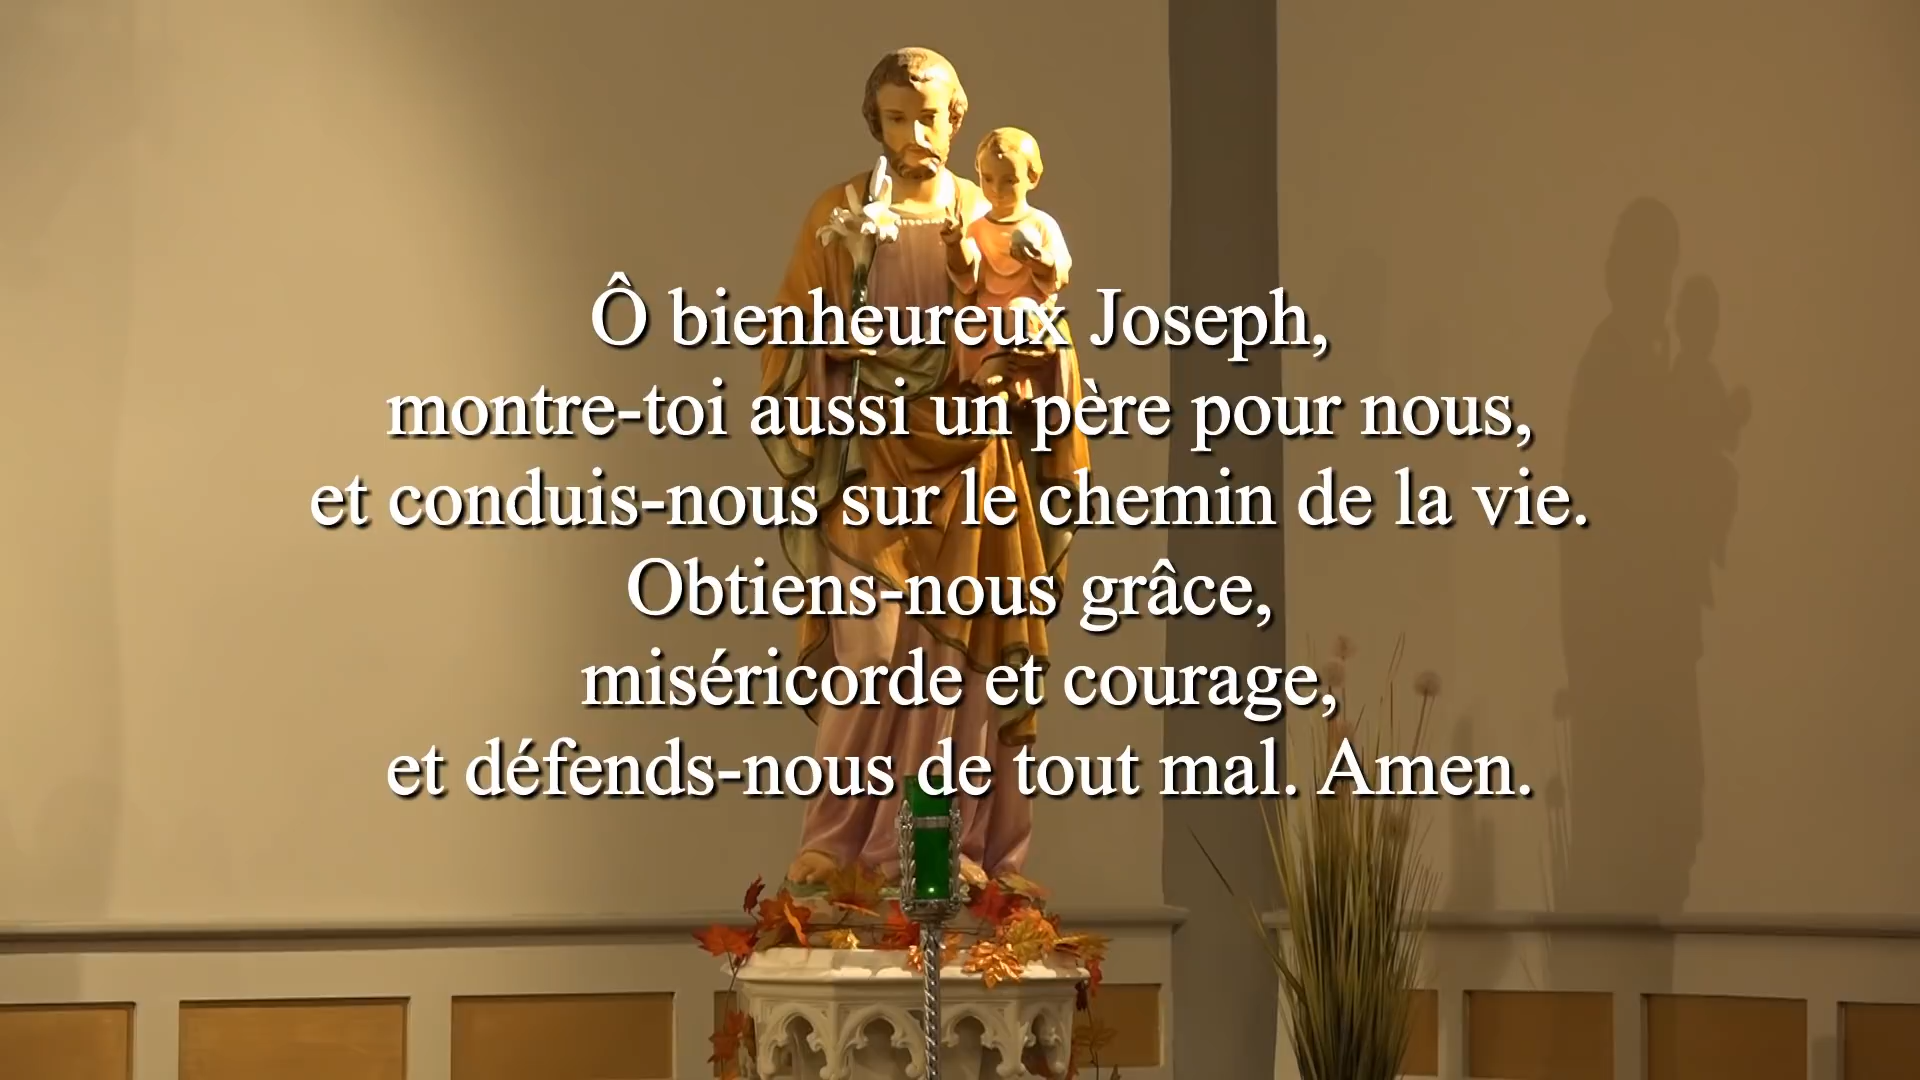 Ô bienheureux Joseph,
montre-toi aussi un père pour nous,
et conduis-nous sur le chemin de la vie.
Obtiens-nous grâce,
miséricorde et courage,
et défends-nous de tout mal. Amen.